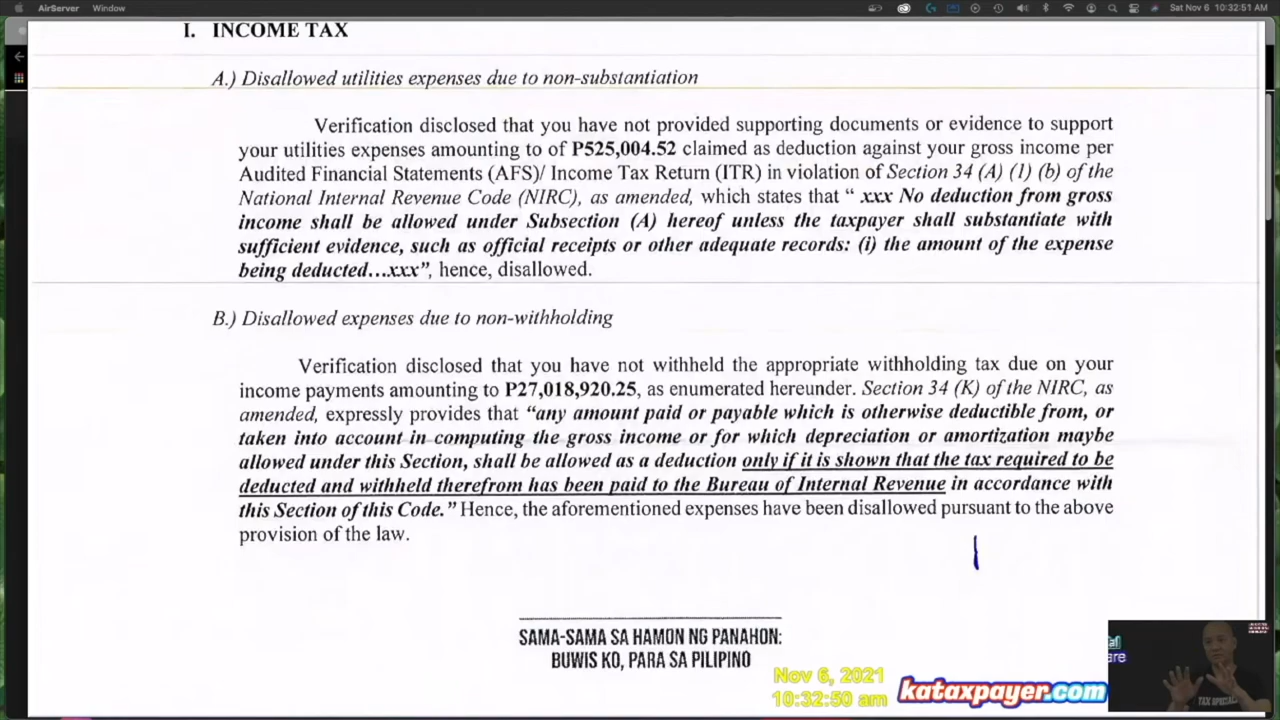 AirServer Window Sat Nov 6 10:32:51 AM
I. INCOME TAX
A.) Disallowed utilities expenses due to non-substantiation
Verification disclosed that you have not provided supporting documents or evidence to support
your utilities expenses amounting to of P525,004.52 claimed as deduction against your gross income per
Audited Financial Statements (AFS)/ Income Tax Return (ITR) in violation of Section 34 (A) (1) (b) of the
National Internal Revenue Code (NIRC), as amended, which states that “ xxx No deduction from gross
income shall be allowed under Subsection (A) hereof unless the taxpayer shall substantiate with
sufficient evidence, such as official receipts or other adequate records: (i) the amount of the expense
being deducted...xxx”, hence, disallowed.
B.) Disallowed expenses due to non-withholding
Verification disclosed that you have not withheld the appropriate withholding tax due on your
income payments amounting to P27,018,920.25, as enumerated hereunder. Section 34 (K) of the NIRC, as
amended, expressly provides that “any amount paid or payable which is otherwise deductible from, or
taken into account in computing the gross income or for which depreciation or amortization maybe
allowed under this Section, shall be allowed as a deduction only if it is shown that the tax required to be
deducted and withheld therefrom has been paid to the Bureau of Internal Revenue in accordance with
this Section of this Code.” Hence, the aforementioned expenses have been disallowed pursuant to the above
provision of the law.
SAMA-SAMA SA HAMON NG PANAHON:
BUWIS KO, PARA SA PILIPINO
Nov 6, 2021
10:32:50 am
kataxpayer.com
TAX